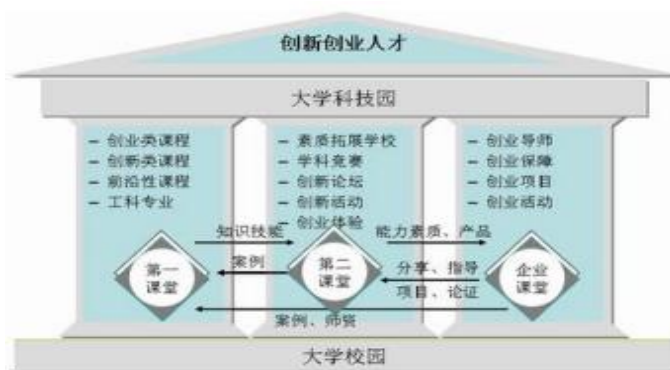 创新创业人才
大学科技园
– 创业类课程
– 创新类课程
– 前沿性课程
– 工科专业
– 素质拓展学校
– 学科竞赛
– 创新论坛
– 创新活动
– 创业体验
– 创业导师
– 创业保障
– 创业项目
– 创业活动
知识技能
能力素质、产品
第一
课堂
案例
第二
课堂
分享、指导
项目、论证
企业
课堂
案例、师资
大学校园